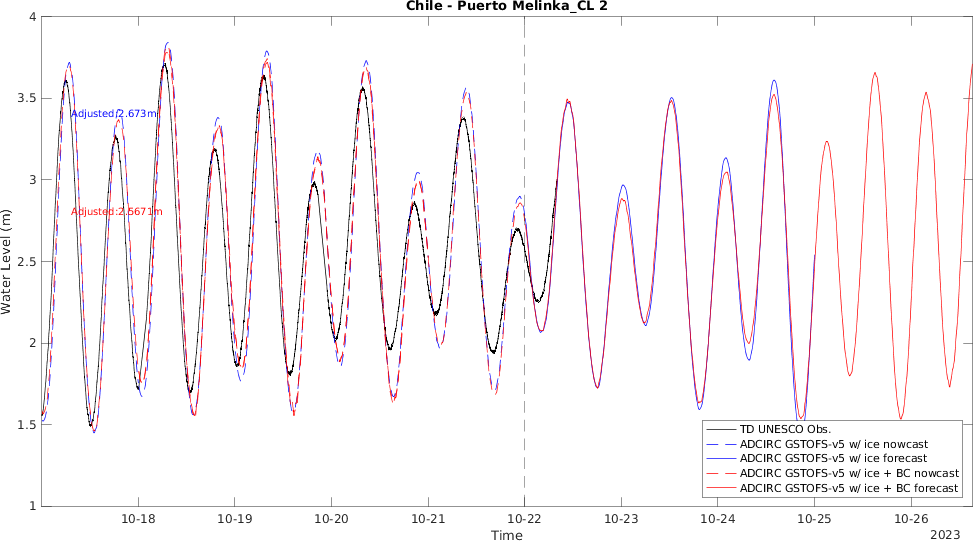 Chile - Puerto Melinka_CL 2
4
3.5
3
2.5
2
1.5
1
Water Level (m)
Adjusted:2.673m
Adjusted:2.5671m
TD UNESCO Obs.
ADCIRC GSTOFS-v5 w/ ice nowcast
ADCIRC GSTOFS-v5 w/ ice forecast
ADCIRC GSTOFS-v5 w/ ice + BC nowcast
ADCIRC GSTOFS-v5 w/ ice + BC forecast
10-18 10-19 10-20 10-21 10-22 10-23 10-24 10-25 10-26
Time
2023